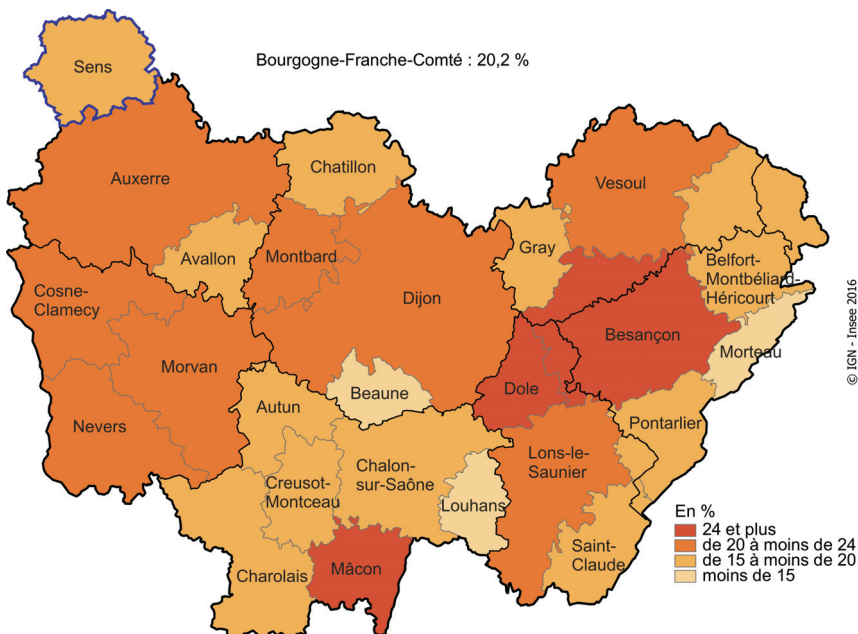 Sens
Bourgogne-Franche-Comté : 20,2 %
Auxerre
Chatillon
Vesoul
Avallon
Montbard
Gray
Belfort-
Montbéliard-
Héricourt
Cosne-
Clamecy
Dijon
Besançon
Morteau
Morvan
Beaune
Dole
Autun
Nevers
Pontarlier
Lons-le-
Saunier
Chalon-
sur-Saône
Creusot-
Montceau
Louhans
Saint-
Claude
Charolais
Mâcon
En %
24 et plus
de 20 à moins de 24
de 15 à moins de 20
moins de 15
© IGN - Insee 2016